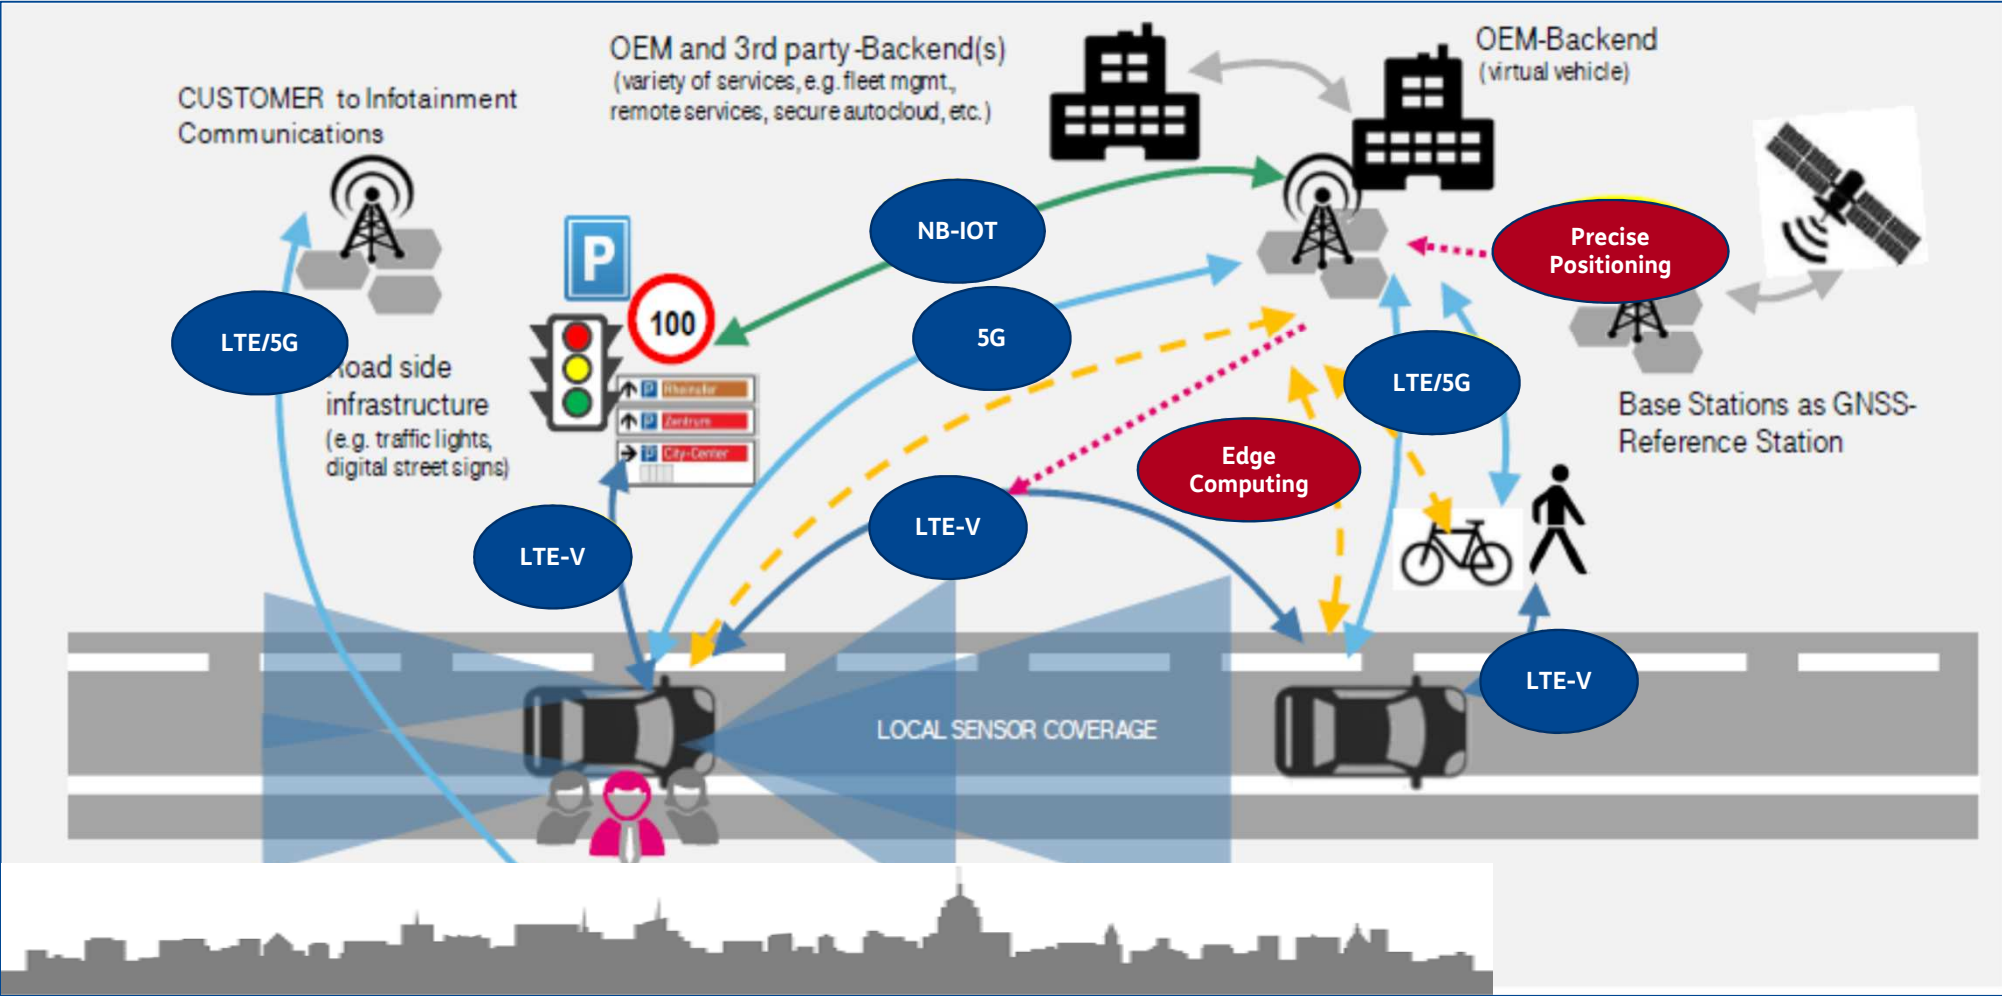 OEM and 3rd party-Backend(s)
(variety of services, e.g. fleet mgmt.,
remote services, secure autocloud, etc.)
OEM-Backend
(virtual vehicle)
CUSTOMER to Infotainment
Communications
NB-IOT
Precise
Positioning
P
100
5G
LTE/5G
LTE/5G
oad side
infrastructure
(e.g. traffic lights,
digital street signs)
P Rheinufer
P Zentrum
P City-Center
Base Stations as GNSS-
Reference Station
Edge
Computing
LTE-V
LTE-V
LTE-V
LOCAL SENSOR COVERAGE